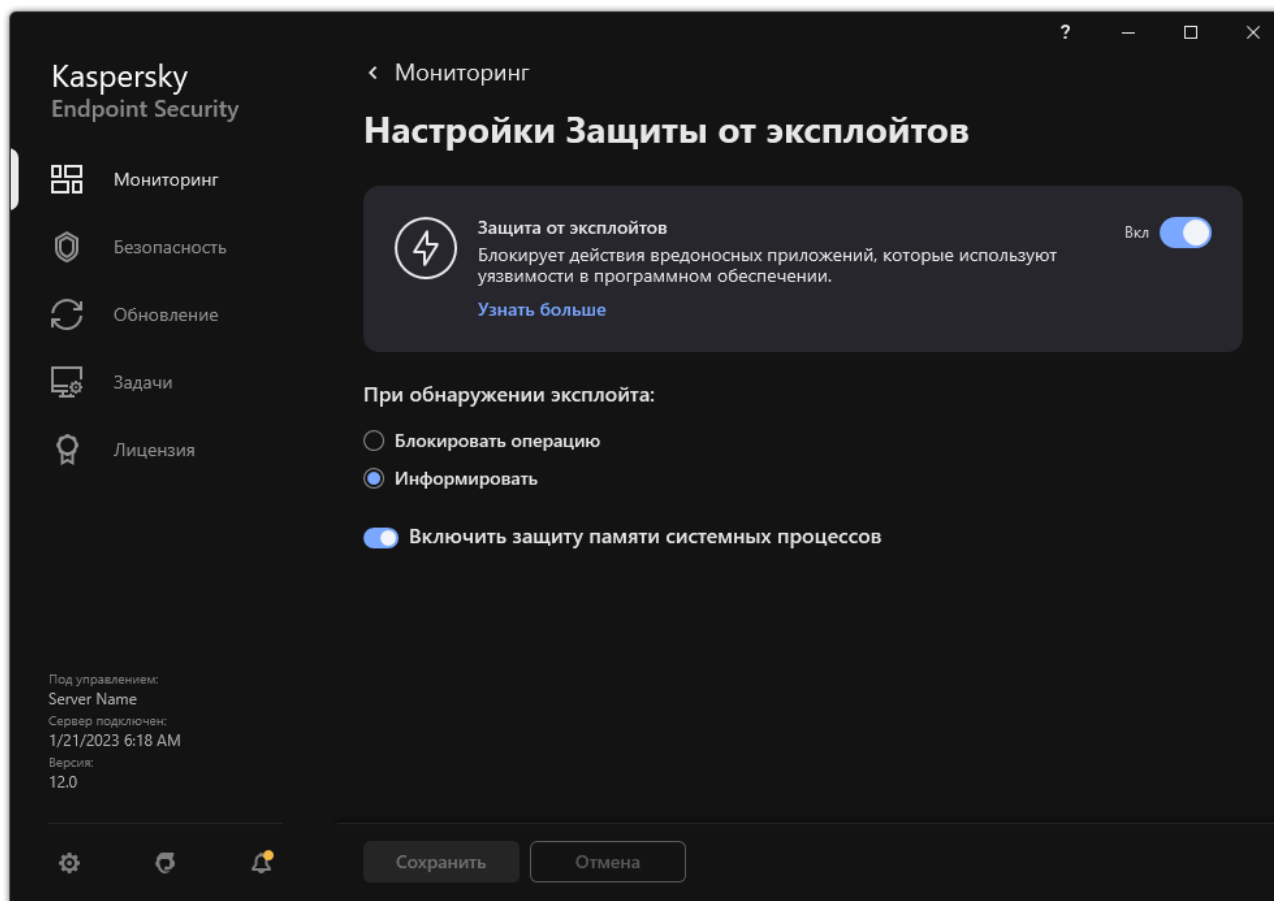 ?
Kaspersky
Endpoint Security
Мониторинг
Безопасность
Обновление
Задачи
Лицензия
Под управлением:
Server Name
Сервер подключен:
1/21/2023 6:18 AM
Версия:
12.0
Мониторинг
Настройки Защиты от эксплойтов
Защита от эксплойтов
Блокирует действия вредоносных приложений, которые используют
уязвимости в программном обеспечении.
Узнать больше
Вкл
При обнаружении эксплойта:
Блокировать операцию
Информировать
Включить защиту памяти системных процессов
Сохранить
Отмена